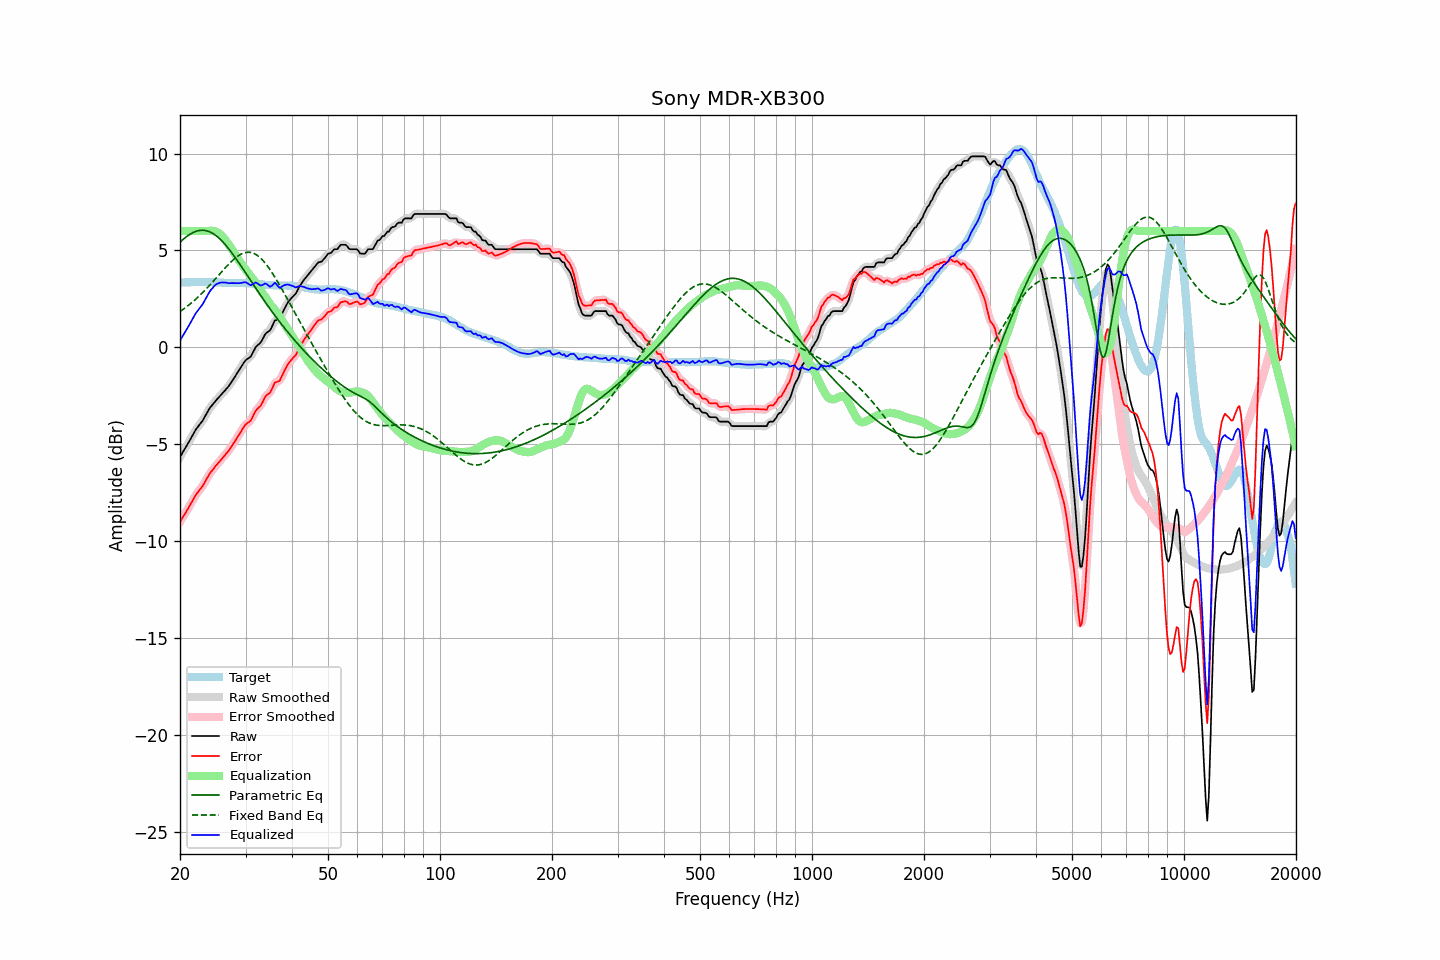 Sony MDR-XB300
Amplitude (dBr)
10
5
0
−5
−10
−15
−20
−25
Target
Raw Smoothed
Error Smoothed
Raw
Error
Equalization
Parametric Eq
Fixed Band Eq
Equalized
20 50 100 200 500 1000 2000 5000 10000 20000
Frequency (Hz)